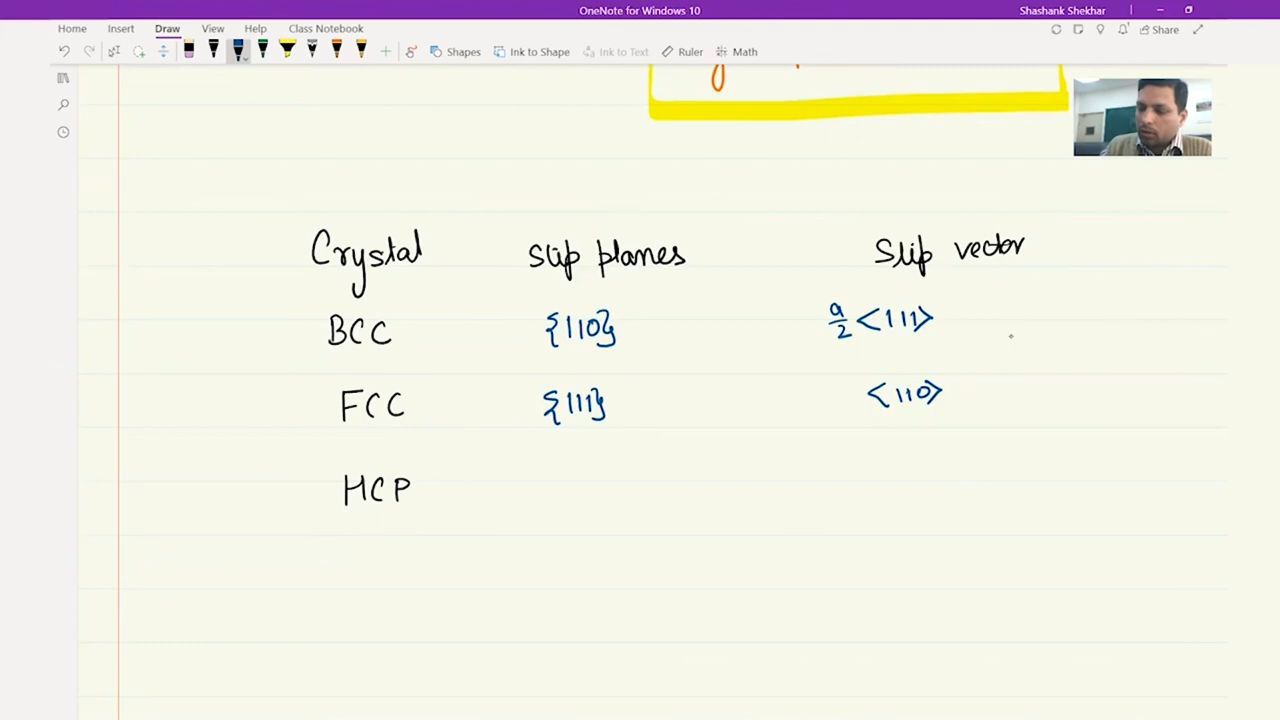 OneNote for Windows 10
Shashank Shekhar
Home Insert Draw View Help Class Notebook
Share
Shapes Ink to Shape Ink to Text Ruler Math
Crystal Slip planes Slip vector
BCC {110} a/2 <111>
FCC {111} <110>
HCP